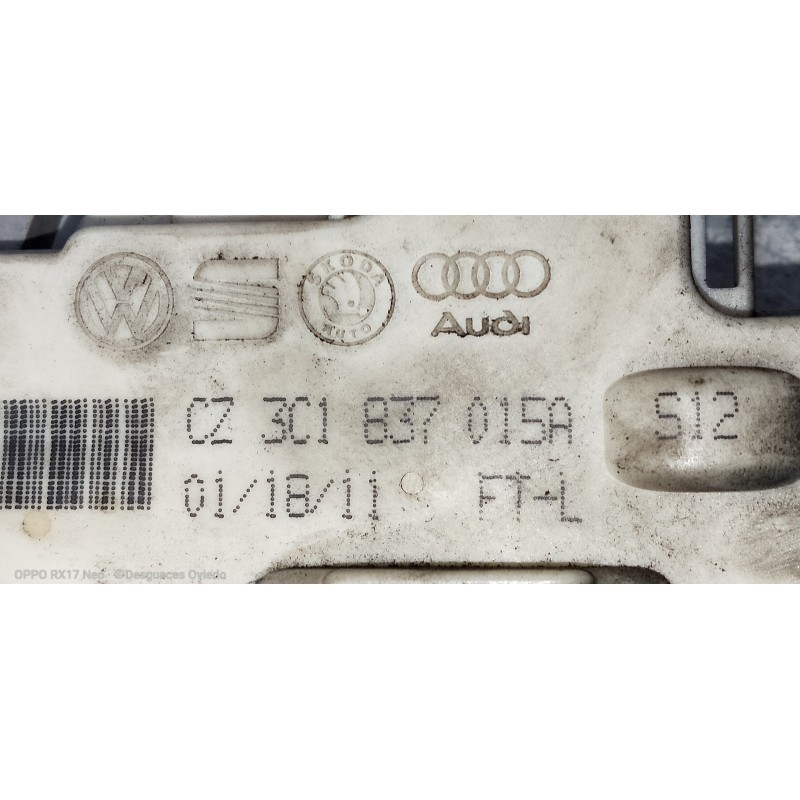 ŠKODA
AUTO
Audi
CZ 3C1 837 015A
S12
01/18/11 FT-L
OPPO RX17 Neo · ©Desguaces Oviedo